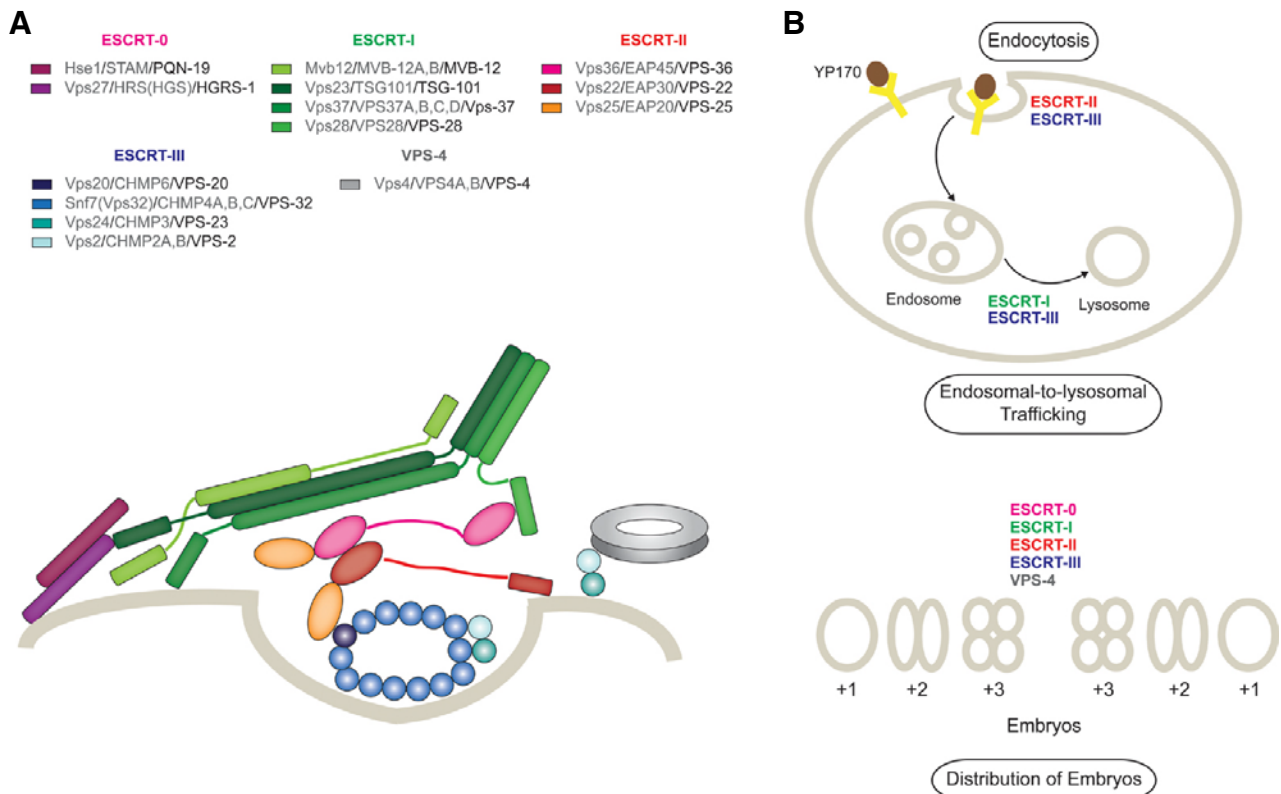 A
ESCRT-0
Hse1/STAM/PQN-19
Vps27/HRS(HGS)/HGRS-1
ESCRT-I
Mvb12/MVB-12A,B/MVB-12
Vps23/TSG101/TSG-101
Vps37/VPS37A,B,C,D/Vps-37
Vps28/VPS28/VPS-28
ESCRT-II
Vps36/EAP45/VPS-36
Vps22/EAP30/VPS-22
Vps25/EAP20/VPS-25
ESCRT-III
Vps20/CHMP6/VPS-20
Snf7(Vps32)/CHMP4A,B,C/VPS-32
Vps24/CHMP3/VPS-23
Vps2/CHMP2A,B/VPS-2
VPS-4
Vps4/VPS4A,B/VPS-4
B
Endocytosis
YP170
ESCRT-II
ESCRT-III
Endosome
ESCRT-I
ESCRT-III
Lysosome
Endosomal-to-lysosomal
Trafficking
ESCRT-0
ESCRT-I
ESCRT-II
ESCRT-III
VPS-4
+1 +2 +3 +3 +2 +1
Embryos
Distribution of Embryos